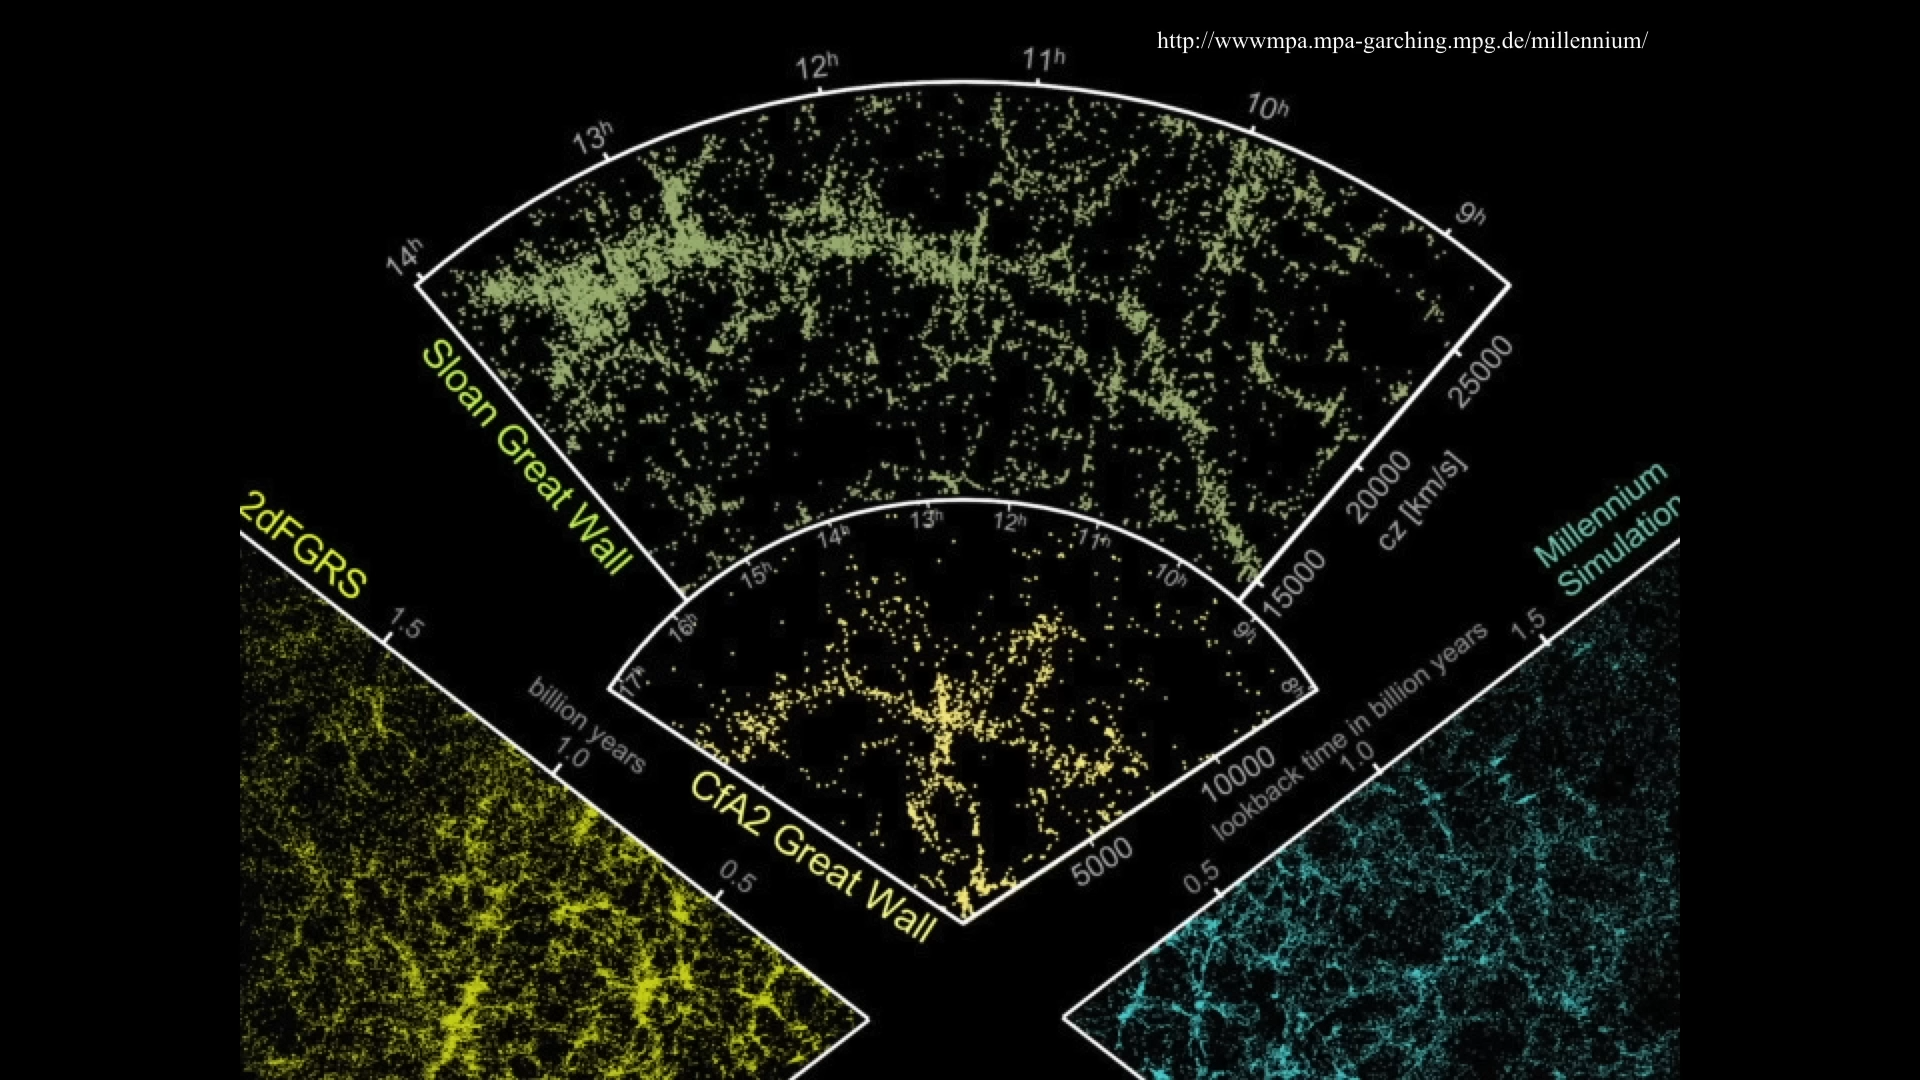 http://wwwmpa.mpa-garching.mpg.de/millennium/
14ʰ
13ʰ
12ʰ
11ʰ
10ʰ
9ʰ
Sloan Great Wall
25000
20000
15000
cz [km/s]
17ʰ
16ʰ
15ʰ
14ʰ
13ʰ
12ʰ
11ʰ
10ʰ
9ʰ
8ʰ
CfA2 Great Wall
10000
5000
2dFGRS
1.5
1.0
0.5
billion years
Millennium
Simulation
1.5
1.0
0.5
lookback time in billion years